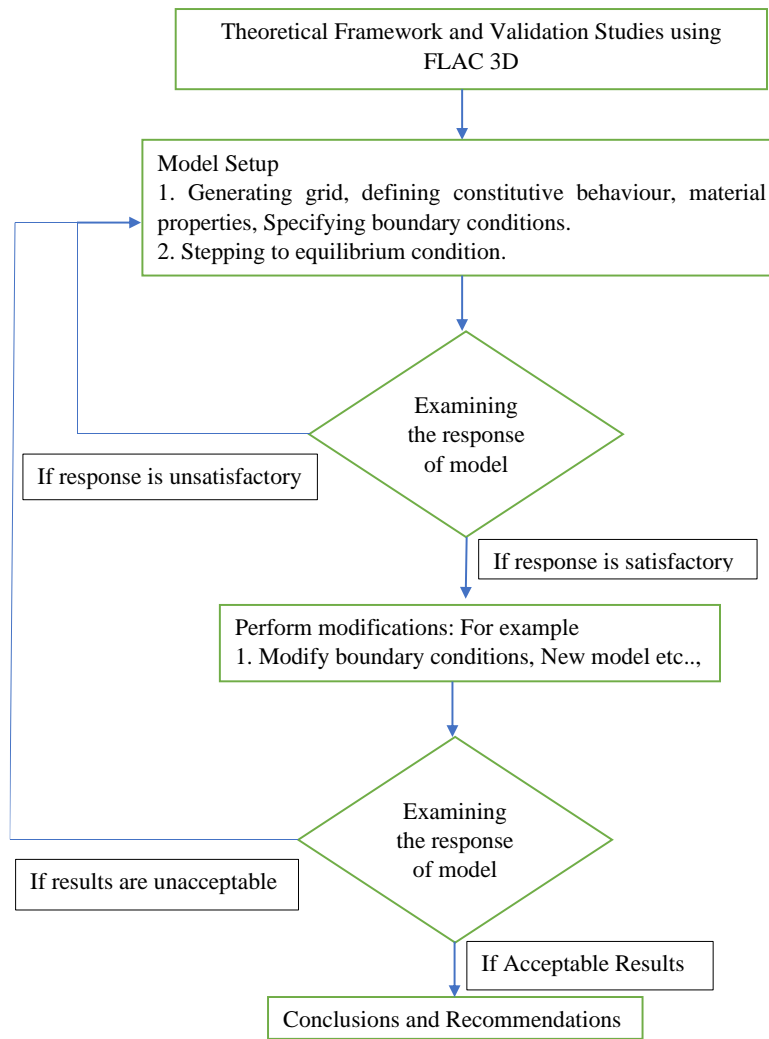 Theoretical Framework and Validation Studies using
FLAC 3D
Model Setup
1. Generating grid, defining constitutive behaviour, material
properties, Specifying boundary conditions.
2. Stepping to equilibrium condition.
Examining
the response
of model
If response is unsatisfactory
If response is satisfactory
Perform modifications: For example
1. Modify boundary conditions, New model etc..,
Examining
the response
of model
If results are unacceptable
If Acceptable Results
Conclusions and Recommendations